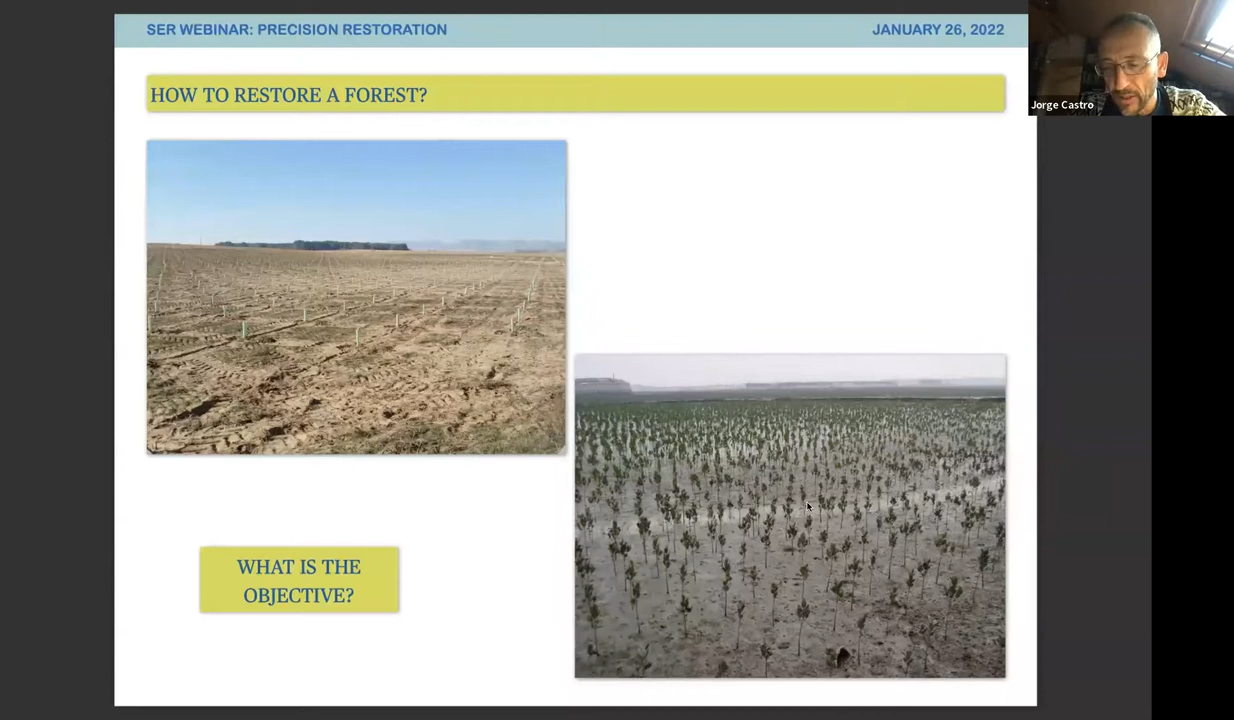 SER WEBINAR: PRECISION RESTORATION
JANUARY 26, 2022
Jorge Castro
HOW TO RESTORE A FOREST?
WHAT IS THE
OBJECTIVE?